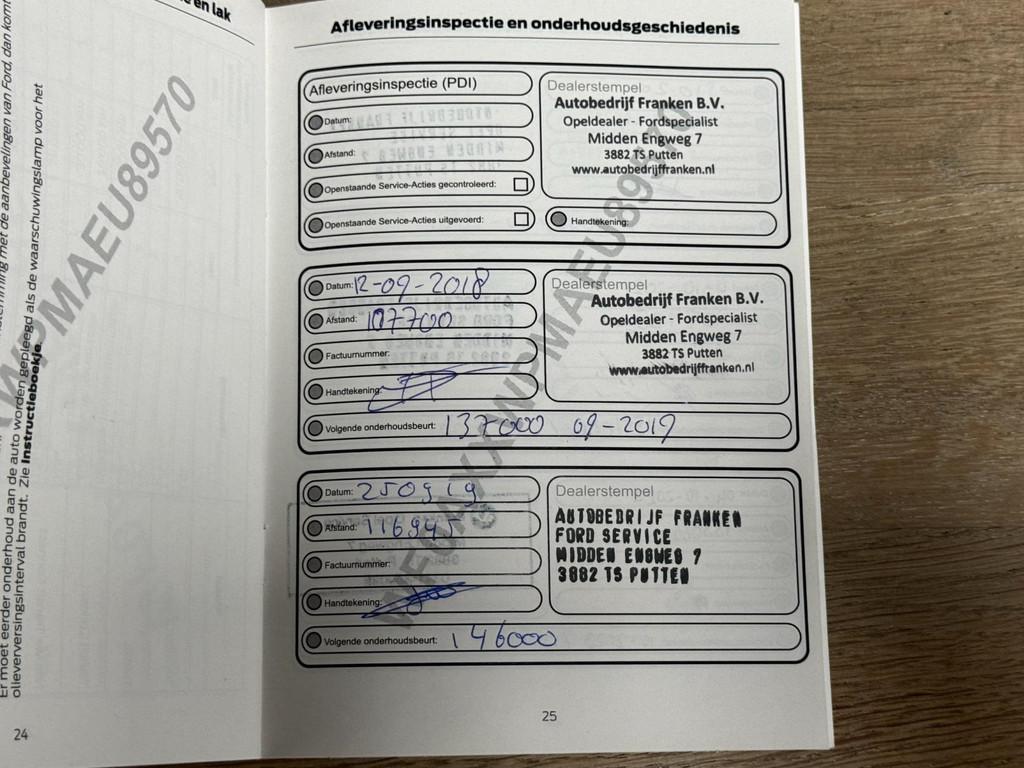 en lak
Er moet eerder onderhoud aan de auto worden gepleegd als de waarschuwingslamp voor het
olieverversingsinterval brandt. Zie Instructieboekje.
24
Afleveringsinspectie en onderhoudsgeschiedenis
Afleveringsinspectie (PDI)
Datum:
Afstand:
Openstaande Service-Acties gecontroleerd:
Openstaande Service-Acties uitgevoerd:
Dealerstempel
Autobedrijf Franken B.V.
Opeldealer - Fordspecialist
Midden Engweg 7
3882 TS Putten
www.autobedrijffranken.nl
Handtekening:
Datum: 12-09-2018
Afstand: 107700
Factuurnummer:
Handtekening:
Volgende onderhoudsbeurt: 137000 09-2019
Dealerstempel
Autobedrijf Franken B.V.
Opeldealer - Fordspecialist
Midden Engweg 7
3882 TS Putten
www.autobedrijffranken.nl
Datum: 250919
Afstand: 116945
Factuurnummer:
Handtekening:
Volgende onderhoudsbeurt: 146000
Dealerstempel
AUTOBEDRIJF FRANKEN
FORD SERVICE
MIDDEN ENGWEG 7
3882 TS PUTTEN
25
WF0MAXXWPMAEU89570